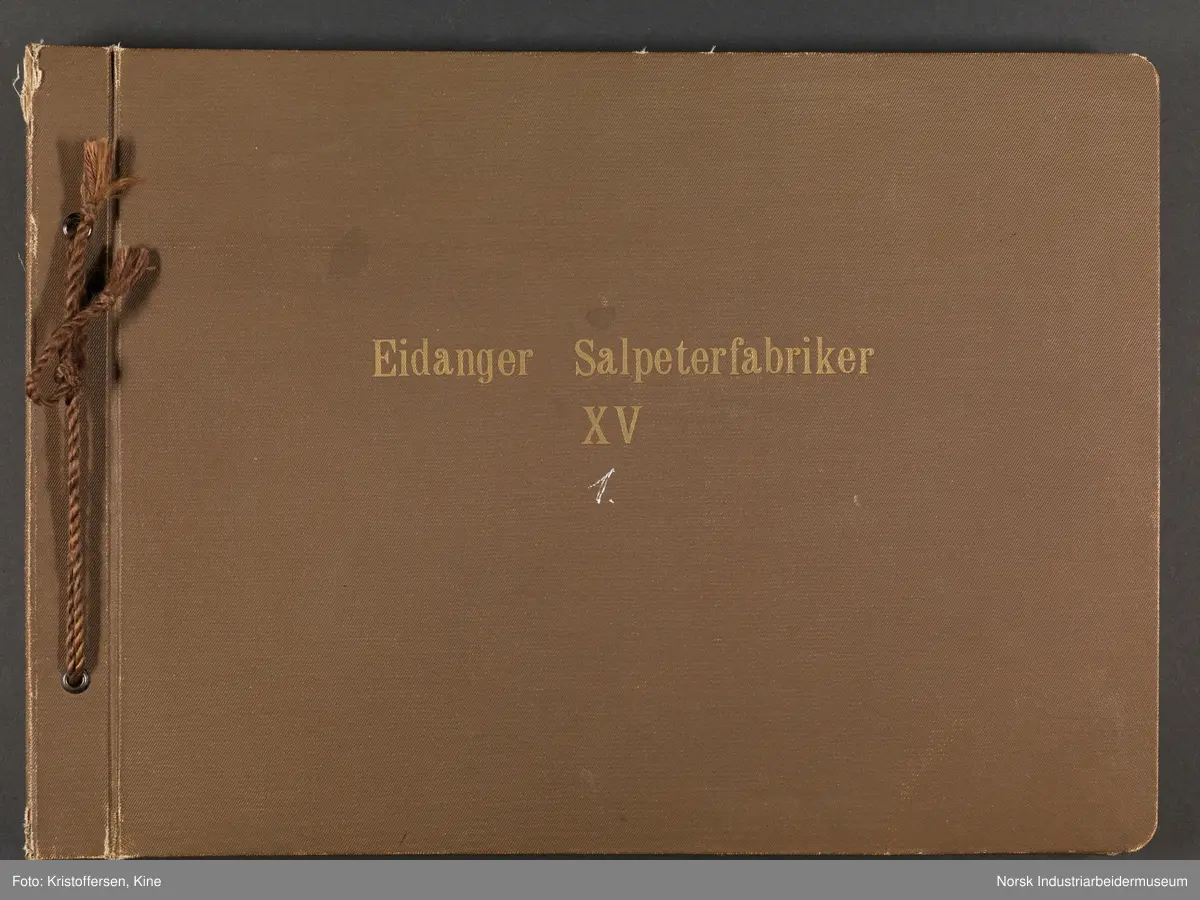 Eidanger Salpeterfabriker
XV
1.
Foto: Kristoffersen, Kine
Norsk Industriarbeidermuseum